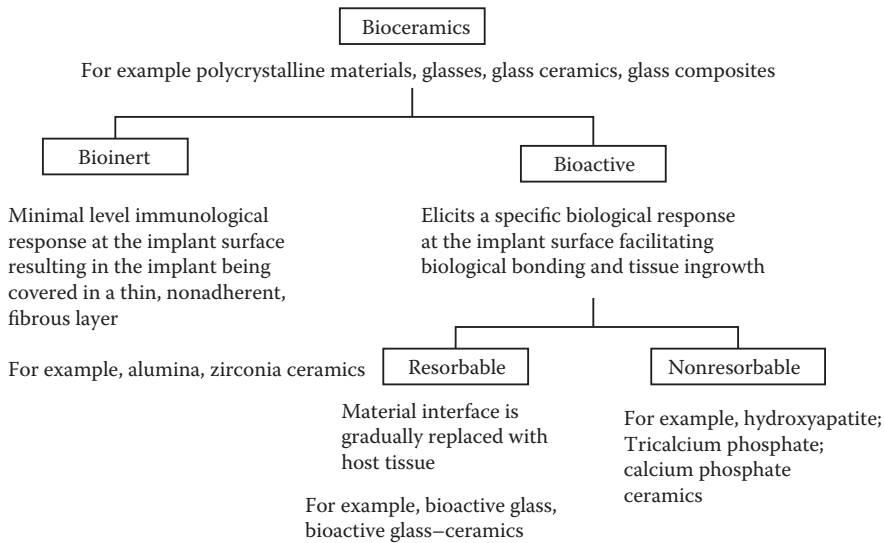 Bioceramics
For example polycrystalline materials, glasses, glass ceramics, glass composites
Bioinert
Bioactive
Minimal level immunological
response at the implant surface
resulting in the implant being
covered in a thin, nonadherent,
fibrous layer
For example, alumina, zirconia ceramics
Elicits a specific biological response
at the implant surface facilitating
biological bonding and tissue ingrowth
Resorbable
Nonresorbable
Material interface is
gradually replaced with
host tissue
For example, bioactive glass,
bioactive glass–ceramics
For example, hydroxyapatite;
Tricalcium phosphate;
calcium phosphate
ceramics